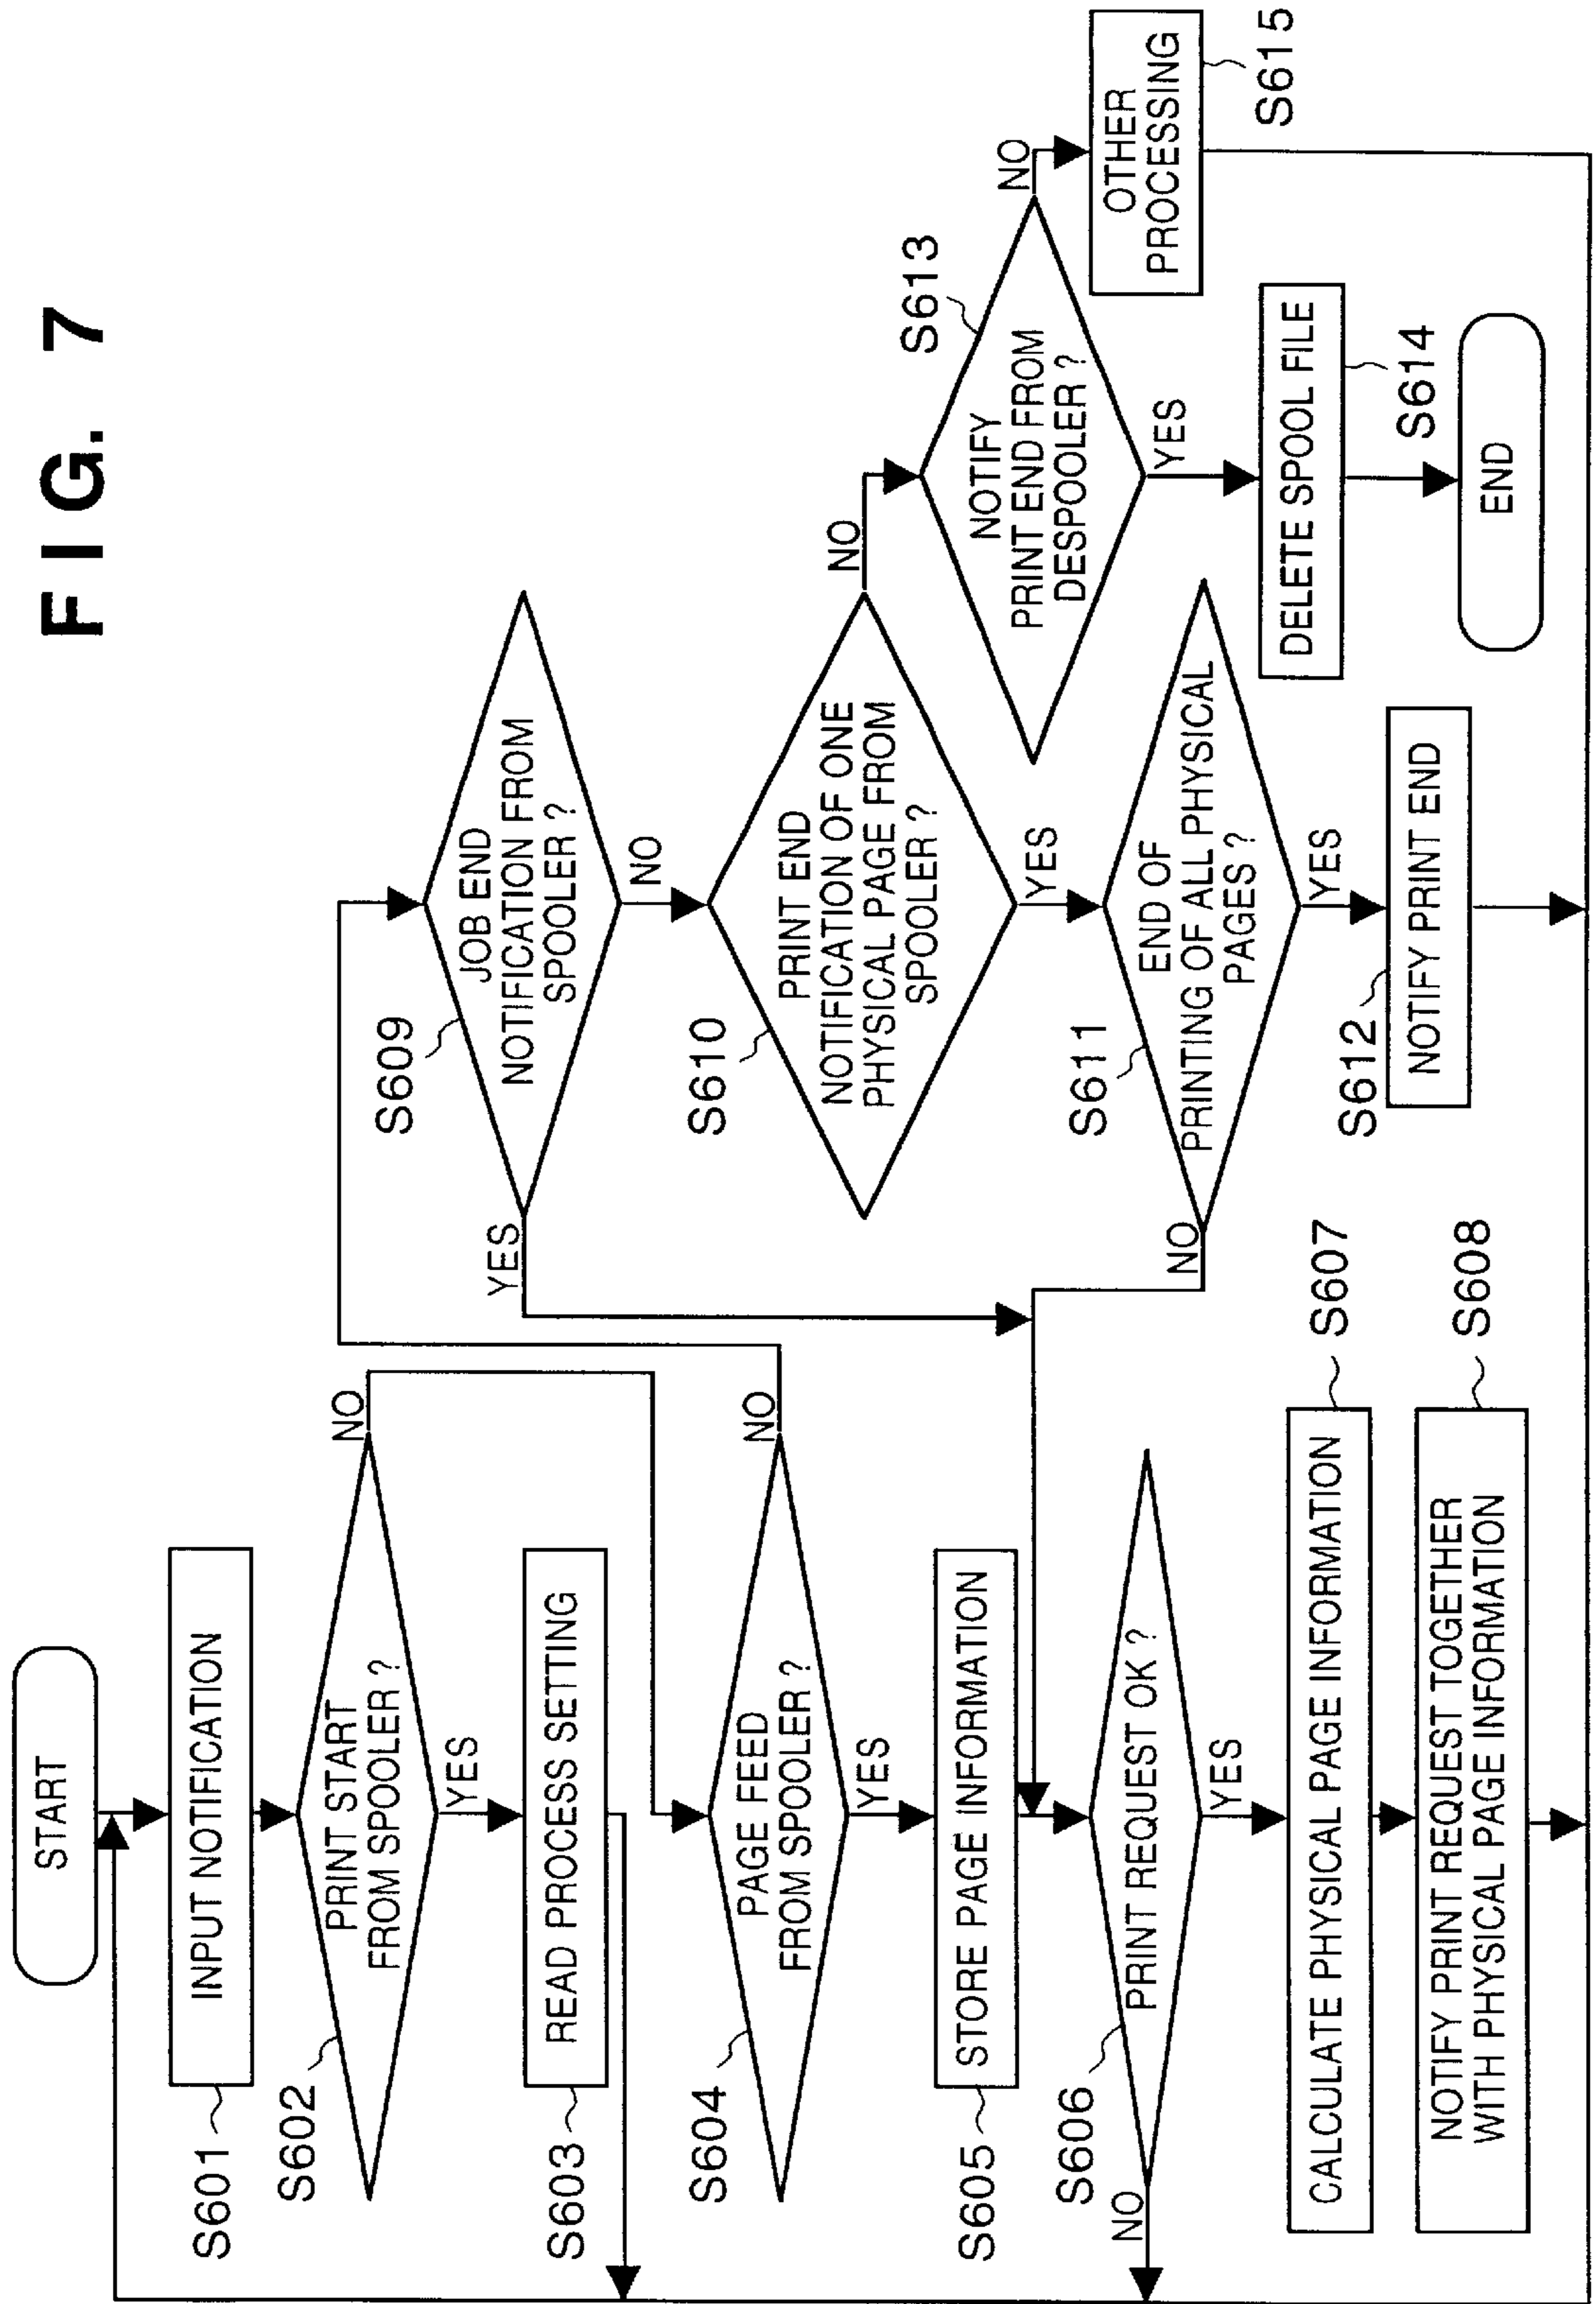 FIG. 7
START
INPUT NOTIFICATION
S601
PRINT START
FROM SPOOLER ?
S602
NO
YES
READ PROCESS SETTING
S603
PAGE FEED
FROM SPOOLER ?
S604
NO
YES
STORE PAGE INFORMATION
S605
PRINT REQUEST OK ?
S606
NO
YES
CALCULATE PHYSICAL PAGE INFORMATION
S607
NOTIFY PRINT REQUEST TOGETHER
WITH PHYSICAL PAGE INFORMATION
S608
JOB END
NOTIFICATION FROM
SPOOLER ?
S609
YES
NO
PRINT END
NOTIFICATION OF ONE
PHYSICAL PAGE FROM
SPOOLER ?
S610
NO
YES
END OF
PRINTING OF ALL PHYSICAL
PAGES ?
S611
NO
YES
NOTIFY PRINT END
S612
NOTIFY
PRINT END FROM
DESPOOLER ?
S613
NO
YES
DELETE SPOOL FILE
S614
END
OTHER
PROCESSING
S615